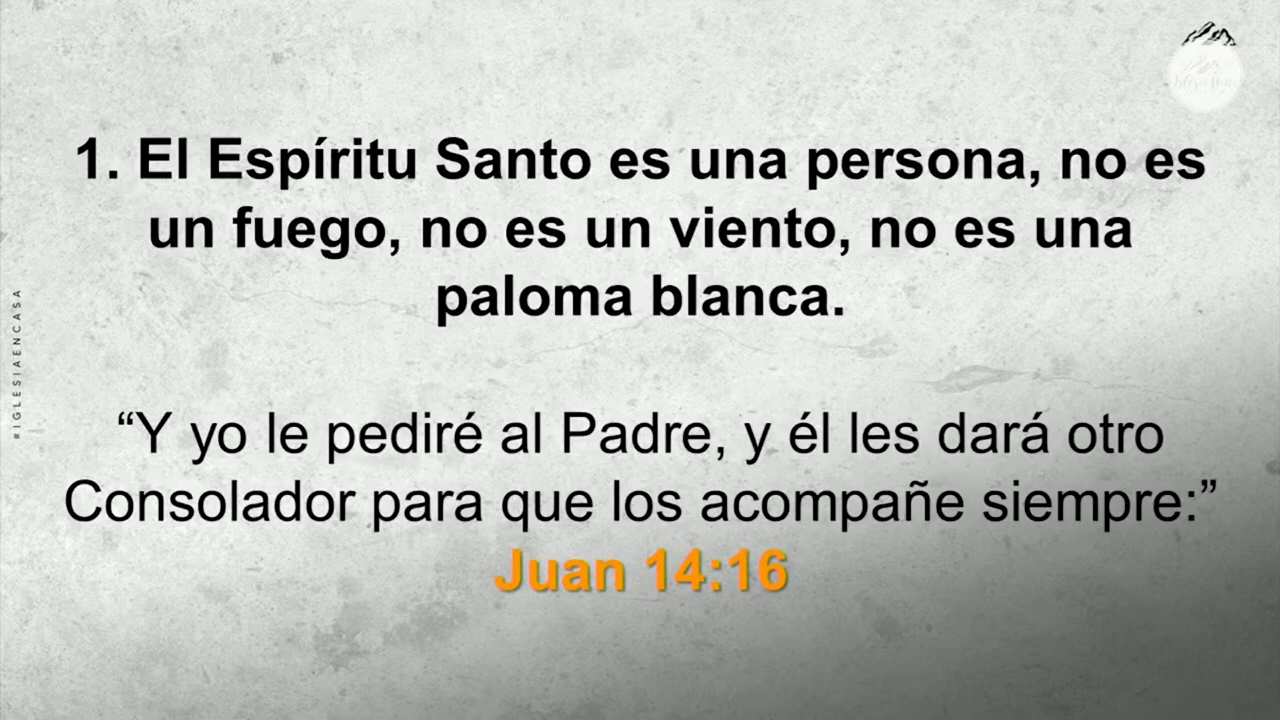 1. El Espíritu Santo es una persona, no es
un fuego, no es un viento, no es una
paloma blanca.
“Y yo le pediré al Padre, y él les dará otro
Consolador para que los acompañe siempre:”
Juan 14:16
#IGLESIAENCASA